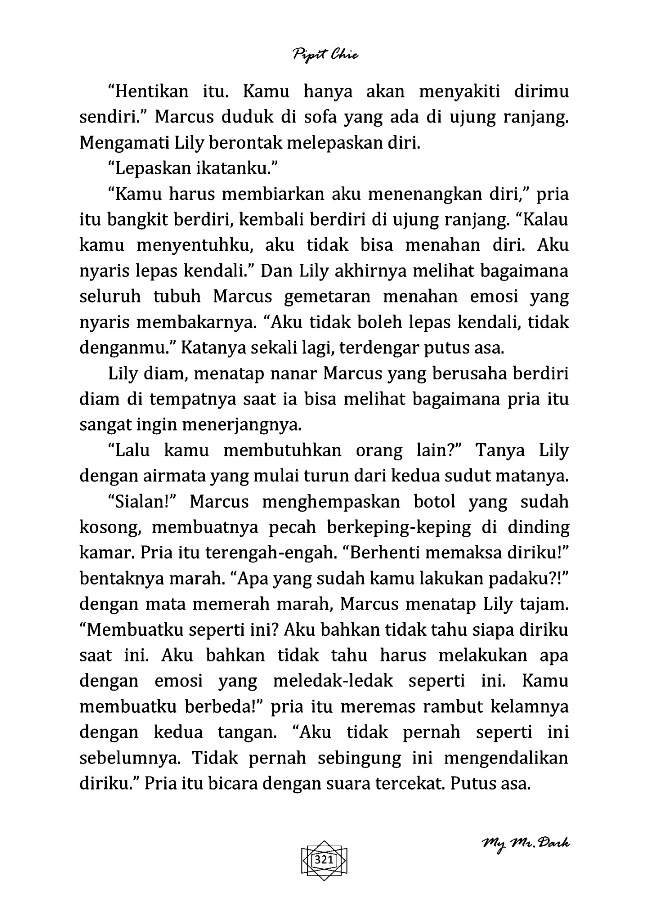 Pipit Chie
“Hentikan itu. Kamu hanya akan menyakiti dirimu
sendiri.” Marcus duduk di sofa yang ada di ujung ranjang.
Mengamati Lily berontak melepaskan diri.
“Lepaskan ikatanku.”
“Kamu harus membiarkan aku menenangkan diri,” pria
itu bangkit berdiri, kembali berdiri di ujung ranjang. “Kalau
kamu menyentuhku, aku tidak bisa menahan diri. Aku
nyaris lepas kendali.” Dan Lily akhirnya melihat bagaimana
seluruh tubuh Marcus gemetaran menahan emosi yang
nyaris membakarnya. “Aku tidak boleh lepas kendali, tidak
denganmu.” Katanya sekali lagi, terdengar putus asa.
Lily diam, menatap nanar Marcus yang berusaha berdiri
diam di tempatnya saat ia bisa melihat bagaimana pria itu
sangat ingin menerjangnya.
“Lalu kamu membutuhkan orang lain?” Tanya Lily
dengan airmata yang mulai turun dari kedua sudut matanya.
“Sialan!” Marcus menghempaskan botol yang sudah
kosong, membuatnya pecah berkeping-keping di dinding
kamar. Pria itu terengah-engah. “Berhenti memaksa diriku!”
bentaknya marah. “Apa yang sudah kamu lakukan padaku?!”
dengan mata memerah marah, Marcus menatap Lily tajam.
“Membuatku seperti ini? Aku bahkan tidak tahu siapa diriku
saat ini. Aku bahkan tidak tahu harus melakukan apa
dengan emosi yang meledak-ledak seperti ini. Kamu
membuatku berbeda!” pria itu meremas rambut kelamnya
dengan kedua tangan. “Aku tidak pernah seperti ini
sebelumnya. Tidak pernah sebingung ini mengendalikan
diriku.” Pria itu bicara dengan suara tercekat. Putus asa.
My Mr. Dark
321